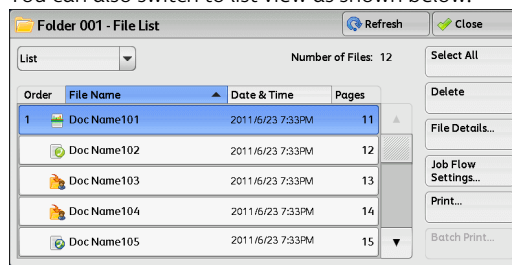 You can also switch to list view as shown below.
Folder 001 - File List
Refresh
Close
List
Number of Files: 12
Select All
Order File Name Date & Time Pages
Delete
1 Doc Name101 2011/6/23 7:33PM 11
File Details...
Doc Name102 2011/6/23 7:33PM 12
Job Flow
Settings...
Doc Name103 2011/6/23 7:33PM 13
Print...
Doc Name104 2011/6/23 7:33PM 14
Batch Print...
Doc Name105 2011/6/23 7:33PM 15